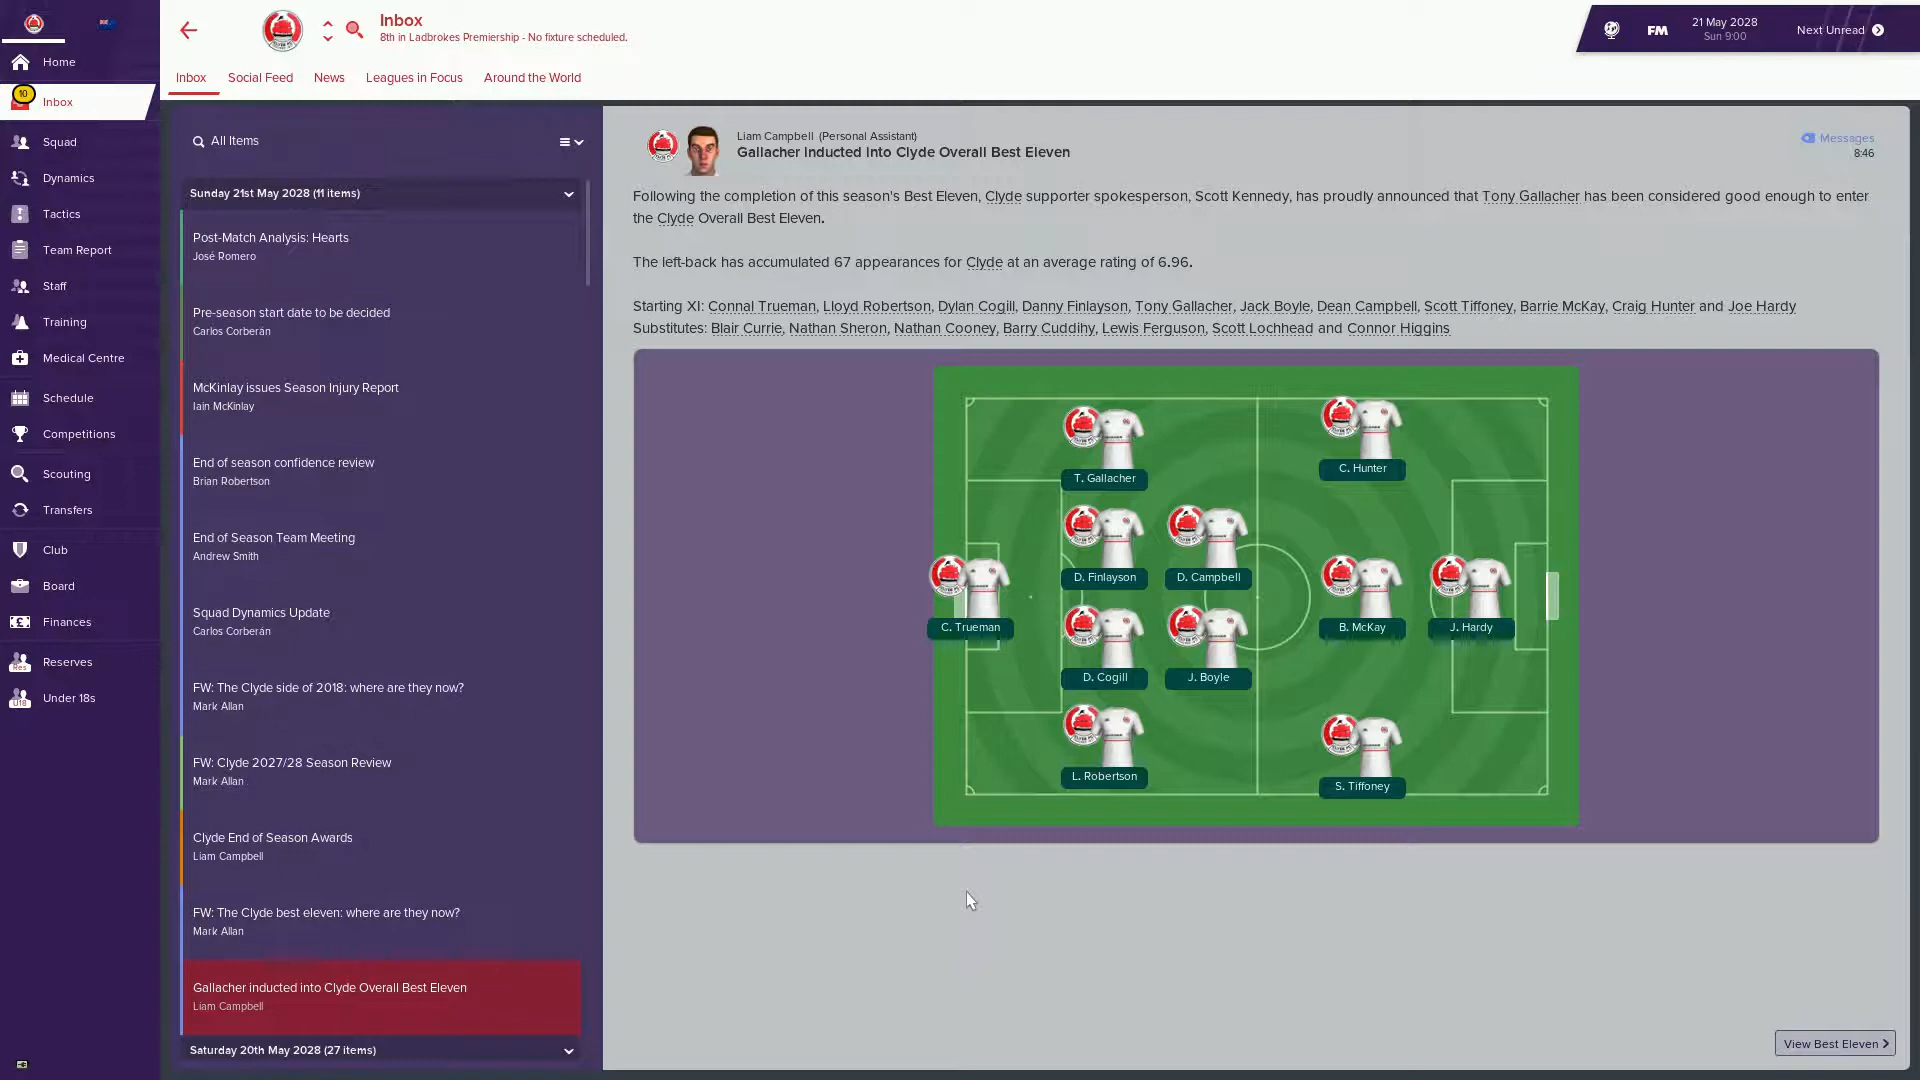 Home
10
Inbox
Squad
Dynamics
Tactics
Team Report
Staff
Training
Medical Centre
Schedule
Competitions
Scouting
Transfers
Club
Board
Finances
Res
Reserves
U18
Under 18s
Inbox
8th in Ladbrokes Premiership - No fixture scheduled.
FM
21 May 2028
Sun 9:00
Next Unread
Inbox
Social Feed
News
Leagues in Focus
Around the World
All Items
Sunday 21st May 2028 (11 items)
Post-Match Analysis: Hearts
José Romero
Pre-season start date to be decided
Carlos Corberán
McKinlay issues Season Injury Report
Iain McKinlay
End of season confidence review
Brian Robertson
End of Season Team Meeting
Andrew Smith
Squad Dynamics Update
Carlos Corberán
FW: The Clyde side of 2018: where are they now?
Mark Allan
FW: Clyde 2027/28 Season Review
Mark Allan
Clyde End of Season Awards
Liam Campbell
FW: The Clyde best eleven: where are they now?
Mark Allan
Gallacher inducted into Clyde Overall Best Eleven
Liam Campbell
Saturday 20th May 2028 (27 items)
Liam Campbell (Personal Assistant)
Gallacher inducted into Clyde Overall Best Eleven
Messages
8:46
Following the completion of this season's Best Eleven, Clyde supporter spokesperson, Scott Kennedy, has proudly announced that Tony Gallacher has been considered good enough to enter
the Clyde Overall Best Eleven.
The left-back has accumulated 67 appearances for Clyde at an average rating of 6.96.
Starting XI: Connal Trueman, Lloyd Robertson, Dylan Cogill, Danny Finlayson, Tony Gallacher, Jack Boyle, Dean Campbell, Scott Tiffoney, Barrie McKay, Craig Hunter and Joe Hardy
Substitutes: Blair Currie, Nathan Sheron, Nathan Cooney, Barry Cuddihy, Lewis Ferguson, Scott Lochhead and Connor Higgins
T. Gallacher
C. Hunter
D. Finlayson
D. Campbell
C. Trueman
B. McKay
J. Hardy
D. Cogill
J. Boyle
L. Robertson
S. Tiffoney
View Best Eleven